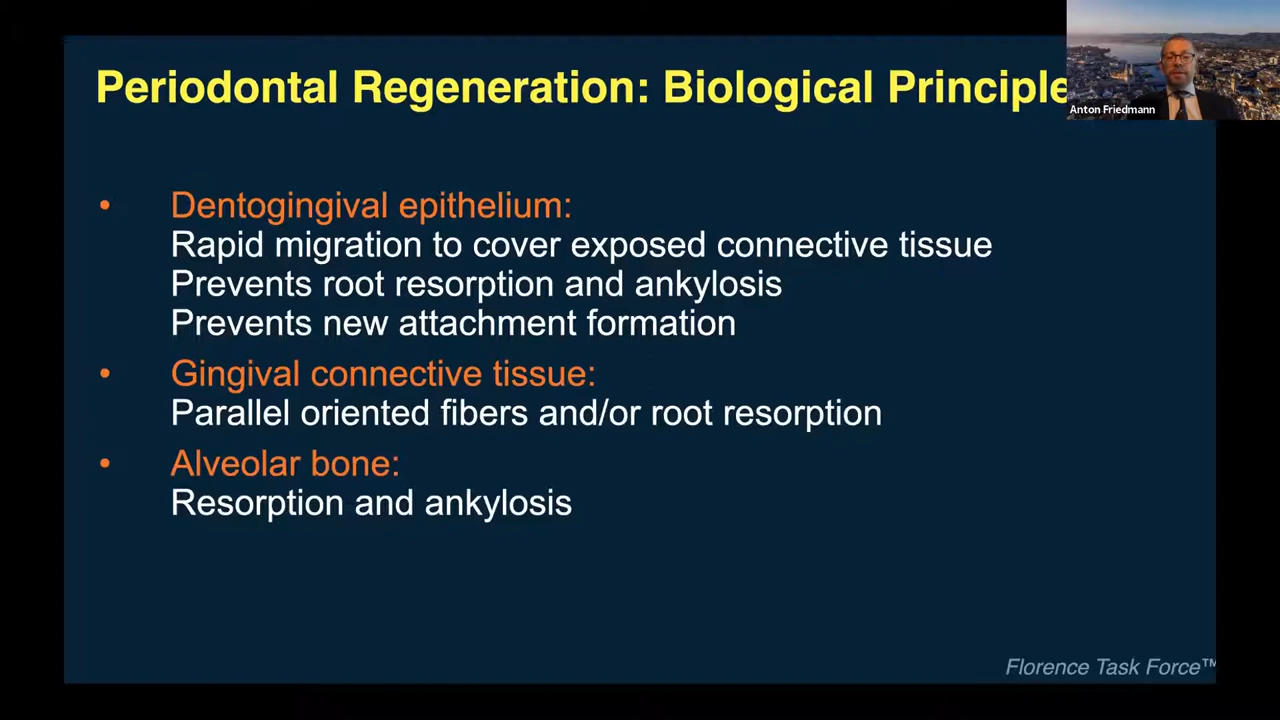 Periodontal Regeneration: Biological Principle
Anton Friedmann
• Dentogingival epithelium:
Rapid migration to cover exposed connective tissue
Prevents root resorption and ankylosis
Prevents new attachment formation
• Gingival connective tissue:
Parallel oriented fibers and/or root resorption
• Alveolar bone:
Resorption and ankylosis
Florence Task Force™